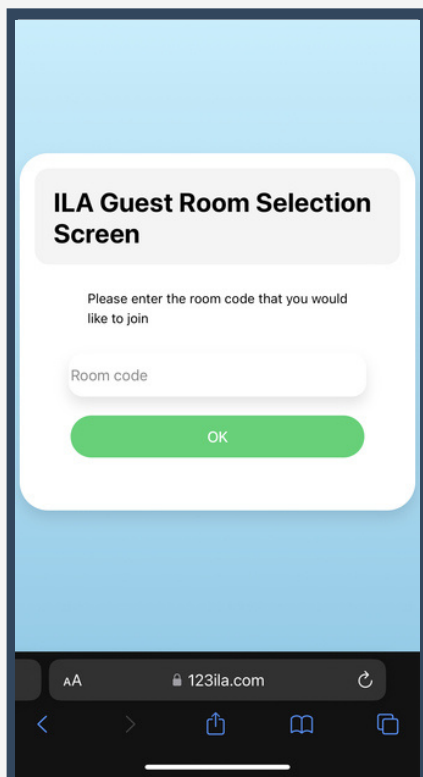 ILA Guest Room Selection
Screen
Please enter the room code that you would
like to join
Room code
OK
AA 123ila.com